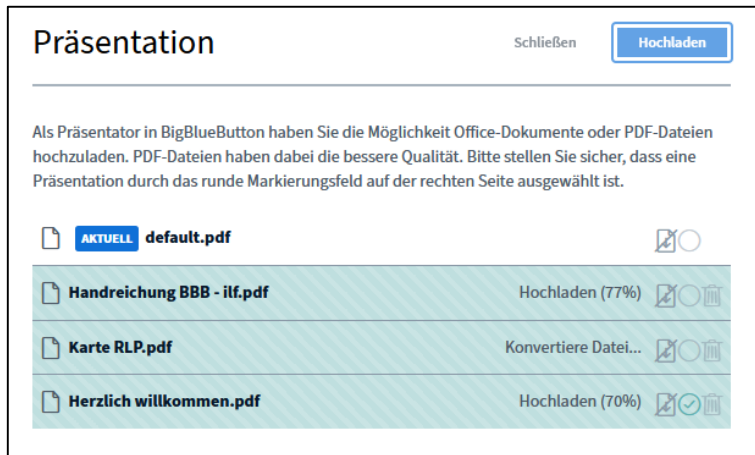 Präsentation
Schließen
Hochladen
Als Präsentator in BigBlueButton haben Sie die Möglichkeit Office-Dokumente oder PDF-Dateien
hochzuladen. PDF-Dateien haben dabei die bessere Qualität. Bitte stellen Sie sicher, dass eine
Präsentation durch das runde Markierungsfeld auf der rechten Seite ausgewählt ist.
AKTUELL default.pdf
Handreichung BBB - ilf.pdf Hochladen (77%)
Karte RLP.pdf Konvertiere Datei...
Herzlich willkommen.pdf Hochladen (70%)